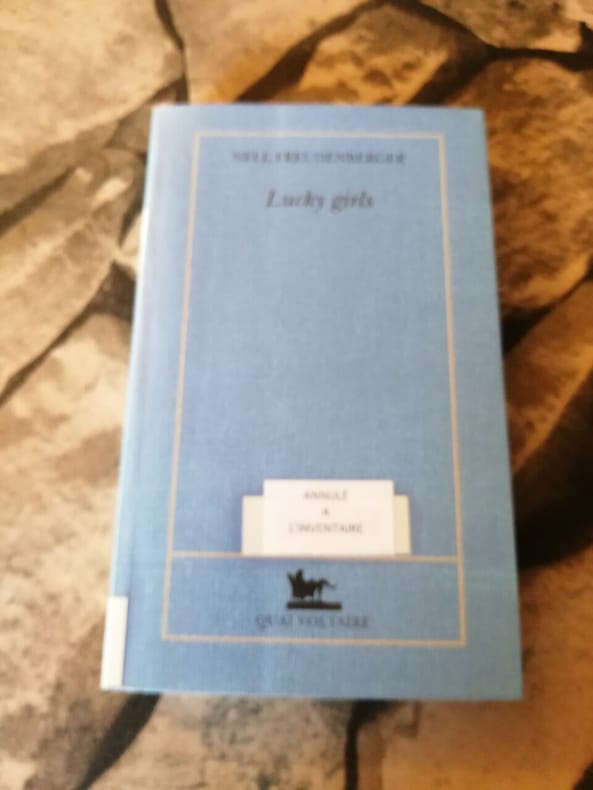 NELL FREUDENBERGER
Lucky girls
ANNULÉ
A
L'INVENTAIRE
QUAI VOLTAIRE